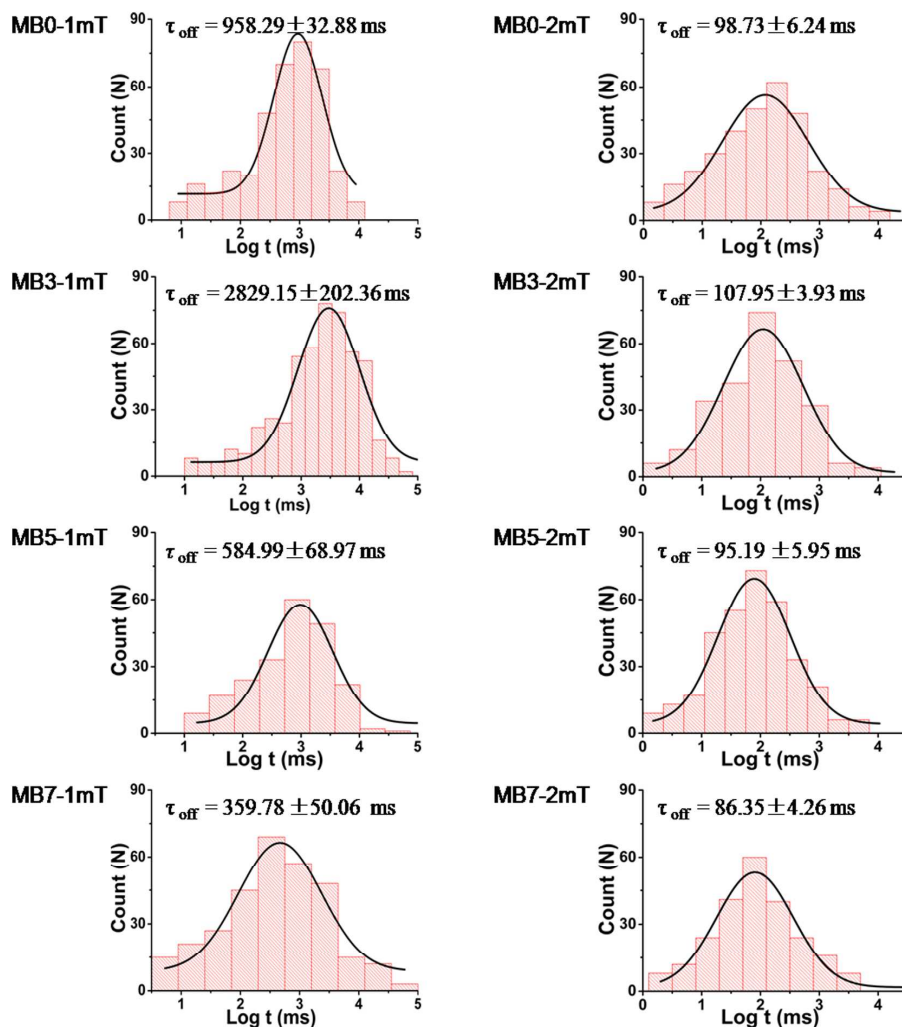 MB0-1mT
τ off = 958.29±32.88 ms
Count (N)
90
60
30
0
1 2 3 4 5
Log t (ms)
MB0-2mT
τ off = 98.73±6.24 ms
Count (N)
90
60
30
0
0 1 2 3 4
Log t (ms)
MB3-1mT
τ off = 2829.15±202.36 ms
Count (N)
90
60
30
0
1 2 3 4 5
Log t (ms)
MB3-2mT
τ off = 107.95±3.93 ms
Count (N)
90
60
30
0
0 1 2 3 4
Log t (ms)
MB5-1mT
τ off = 584.99±68.97 ms
Count (N)
90
60
30
0
1 2 3 4 5
Log t (ms)
MB5-2mT
τ off = 95.19 ±5.95 ms
Count (N)
90
60
30
0
0 1 2 3 4
Log t (ms)
MB7-1mT
τ off = 359.78 ±50.06 ms
Count (N)
90
60
30
0
1 2 3 4 5
Log t (ms)
MB7-2mT
τ off = 86.35±4.26 ms
Count (N)
90
60
30
0
0 1 2 3 4
Log t (ms)